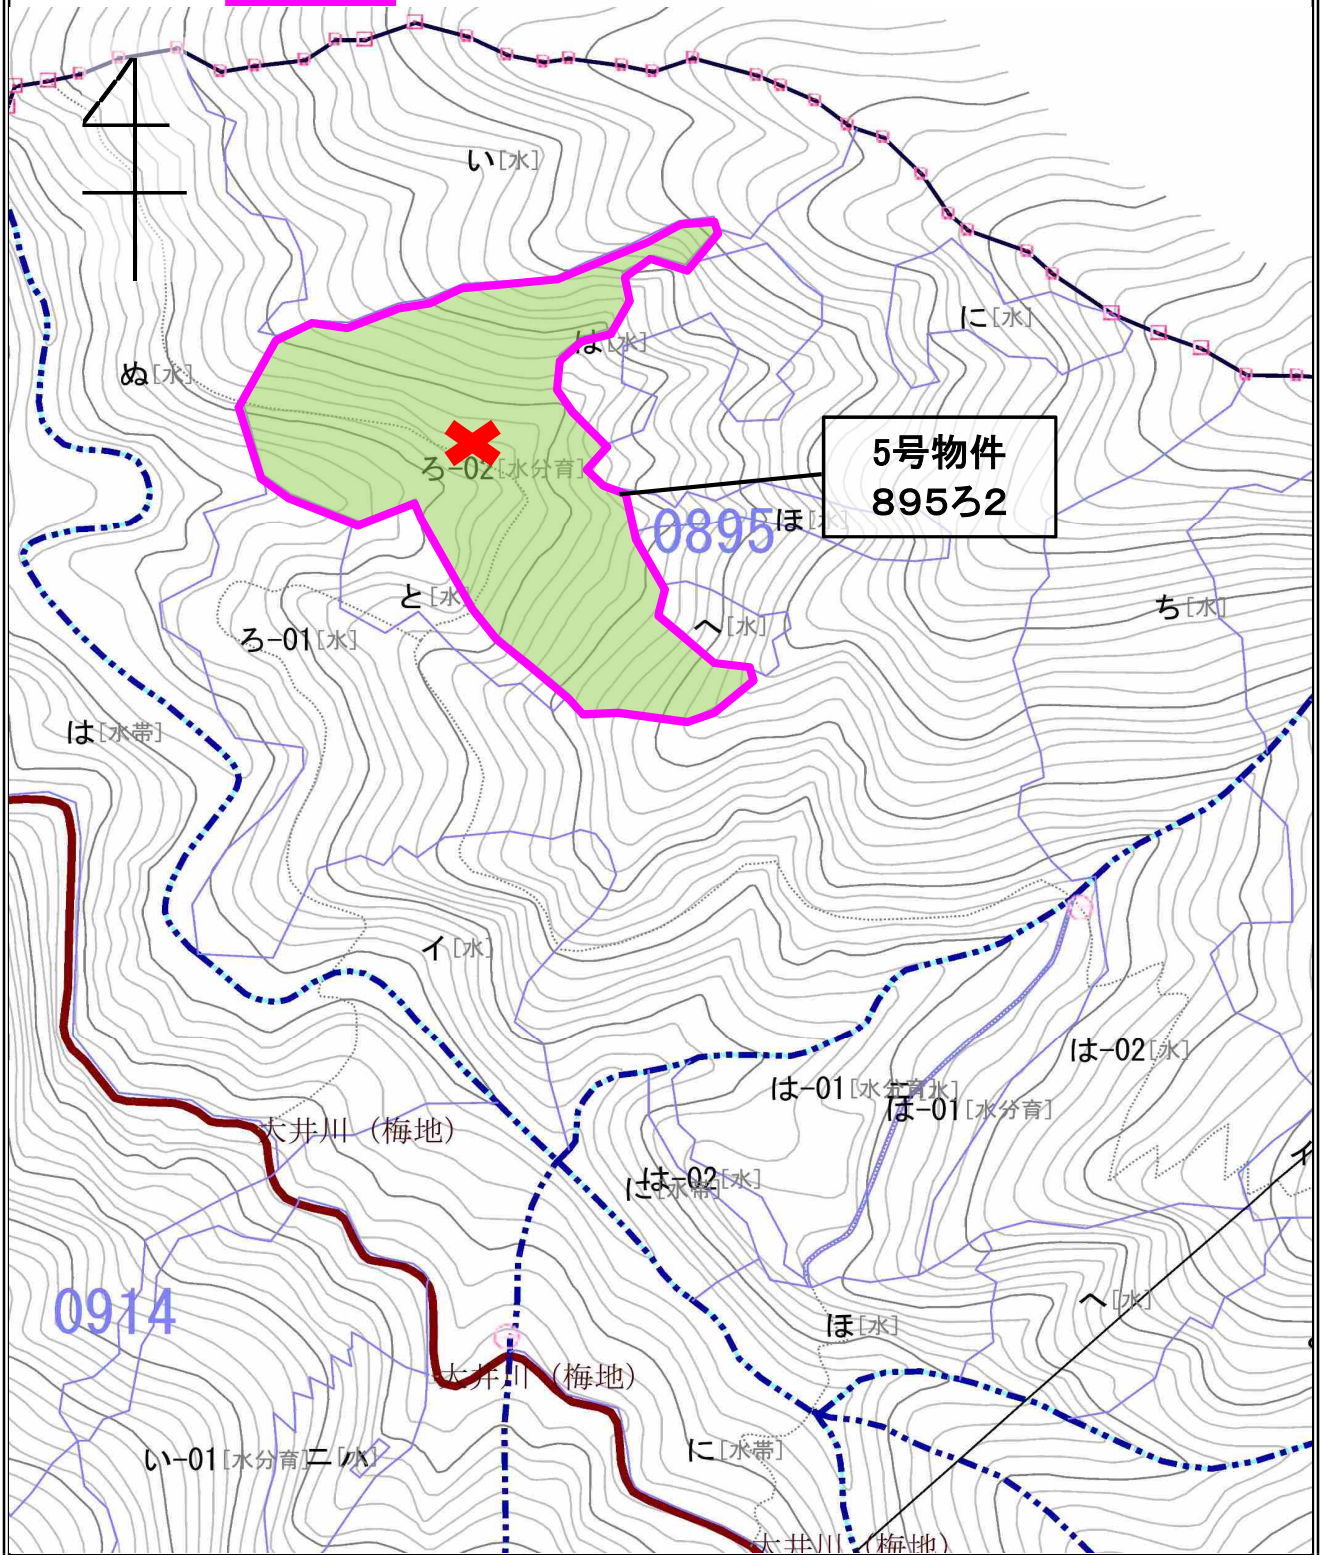 い[水]
に[水]
は[水]
ぬ[水]
5号物件
895ろ2
ろ-02[水分育]
0895
ほ[水]
と[水]
ち[水]
へ[水]
ろ-01[水]
は[水帯]
イ[水]
は-02[水]
は-01[水分育]
ほ-01[水分育]
大井川 (梅地)
は-02[水]
に[水帯]
へ[水]
0914
ほ[水]
大井川 (梅地)
に[水帯]
い-01[水分育]
大井川 (梅地)